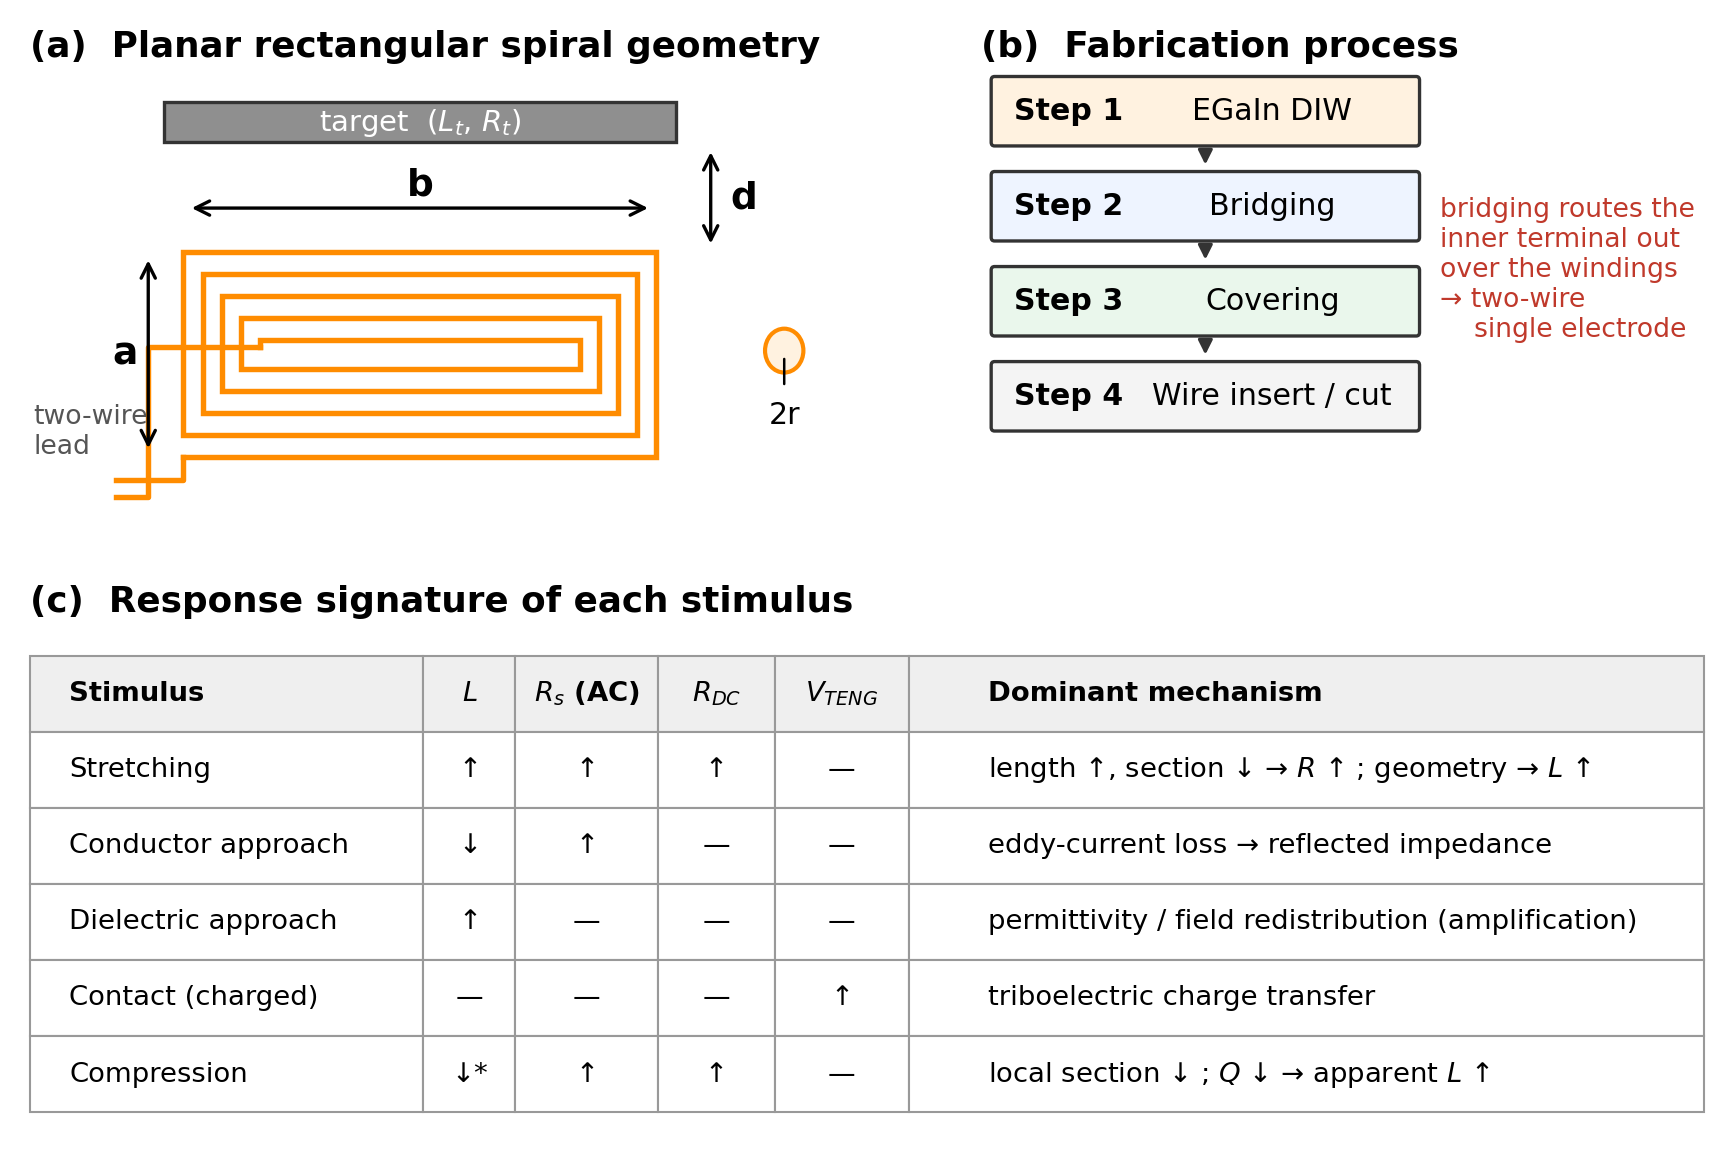 (a) Planar rectangular spiral geometry
target (Lt, Rt)
b
d
a
two-wire
lead
2r
(b) Fabrication process
Step 1 EGaIn DIW
Step 2 Bridging
Step 3 Covering
Step 4 Wire insert / cut
bridging routes the
inner terminal out
over the windings
→ two-wire
single electrode
(c) Response signature of each stimulus
Stimulus L Rs (AC) RDC VTENG Dominant mechanism
Stretching ↑ ↑ ↑ — length ↑, section ↓ → R ↑ ; geometry → L ↑
Conductor approach ↓ ↑ — — eddy-current loss → reflected impedance
Dielectric approach ↑ — — — permittivity / field redistribution (amplification)
Contact (charged) — — — ↑ triboelectric charge transfer
Compression ↓* ↑ ↑ — local section ↓ ; Q ↓ → apparent L ↑